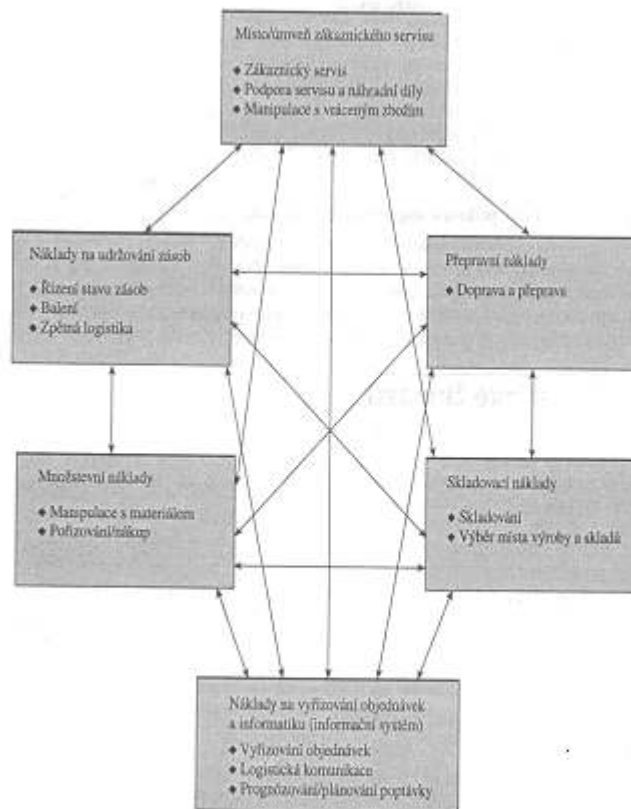 Místo/úroveň zákaznického servisu
◆ Zákaznický servis
◆ Podpora servisu a náhradní díly
◆ Manipulace s vráceným zbožím
Náklady na udržování zásob
◆ Řízení stavu zásob
◆ Balení
◆ Zpětná logistika
Přepravní náklady
◆ Doprava a přeprava
Množstevní náklady
◆ Manipulace s materiálem
◆ Pořizování/nákup
Skladovací náklady
◆ Skladování
◆ Výběr místa výroby a skladů
Náklady na vyřizování objednávek
a informatiku (informační systém)
◆ Vyřizování objednávek
◆ Logistická komunikace
◆ Prognózování/plánování poptávky